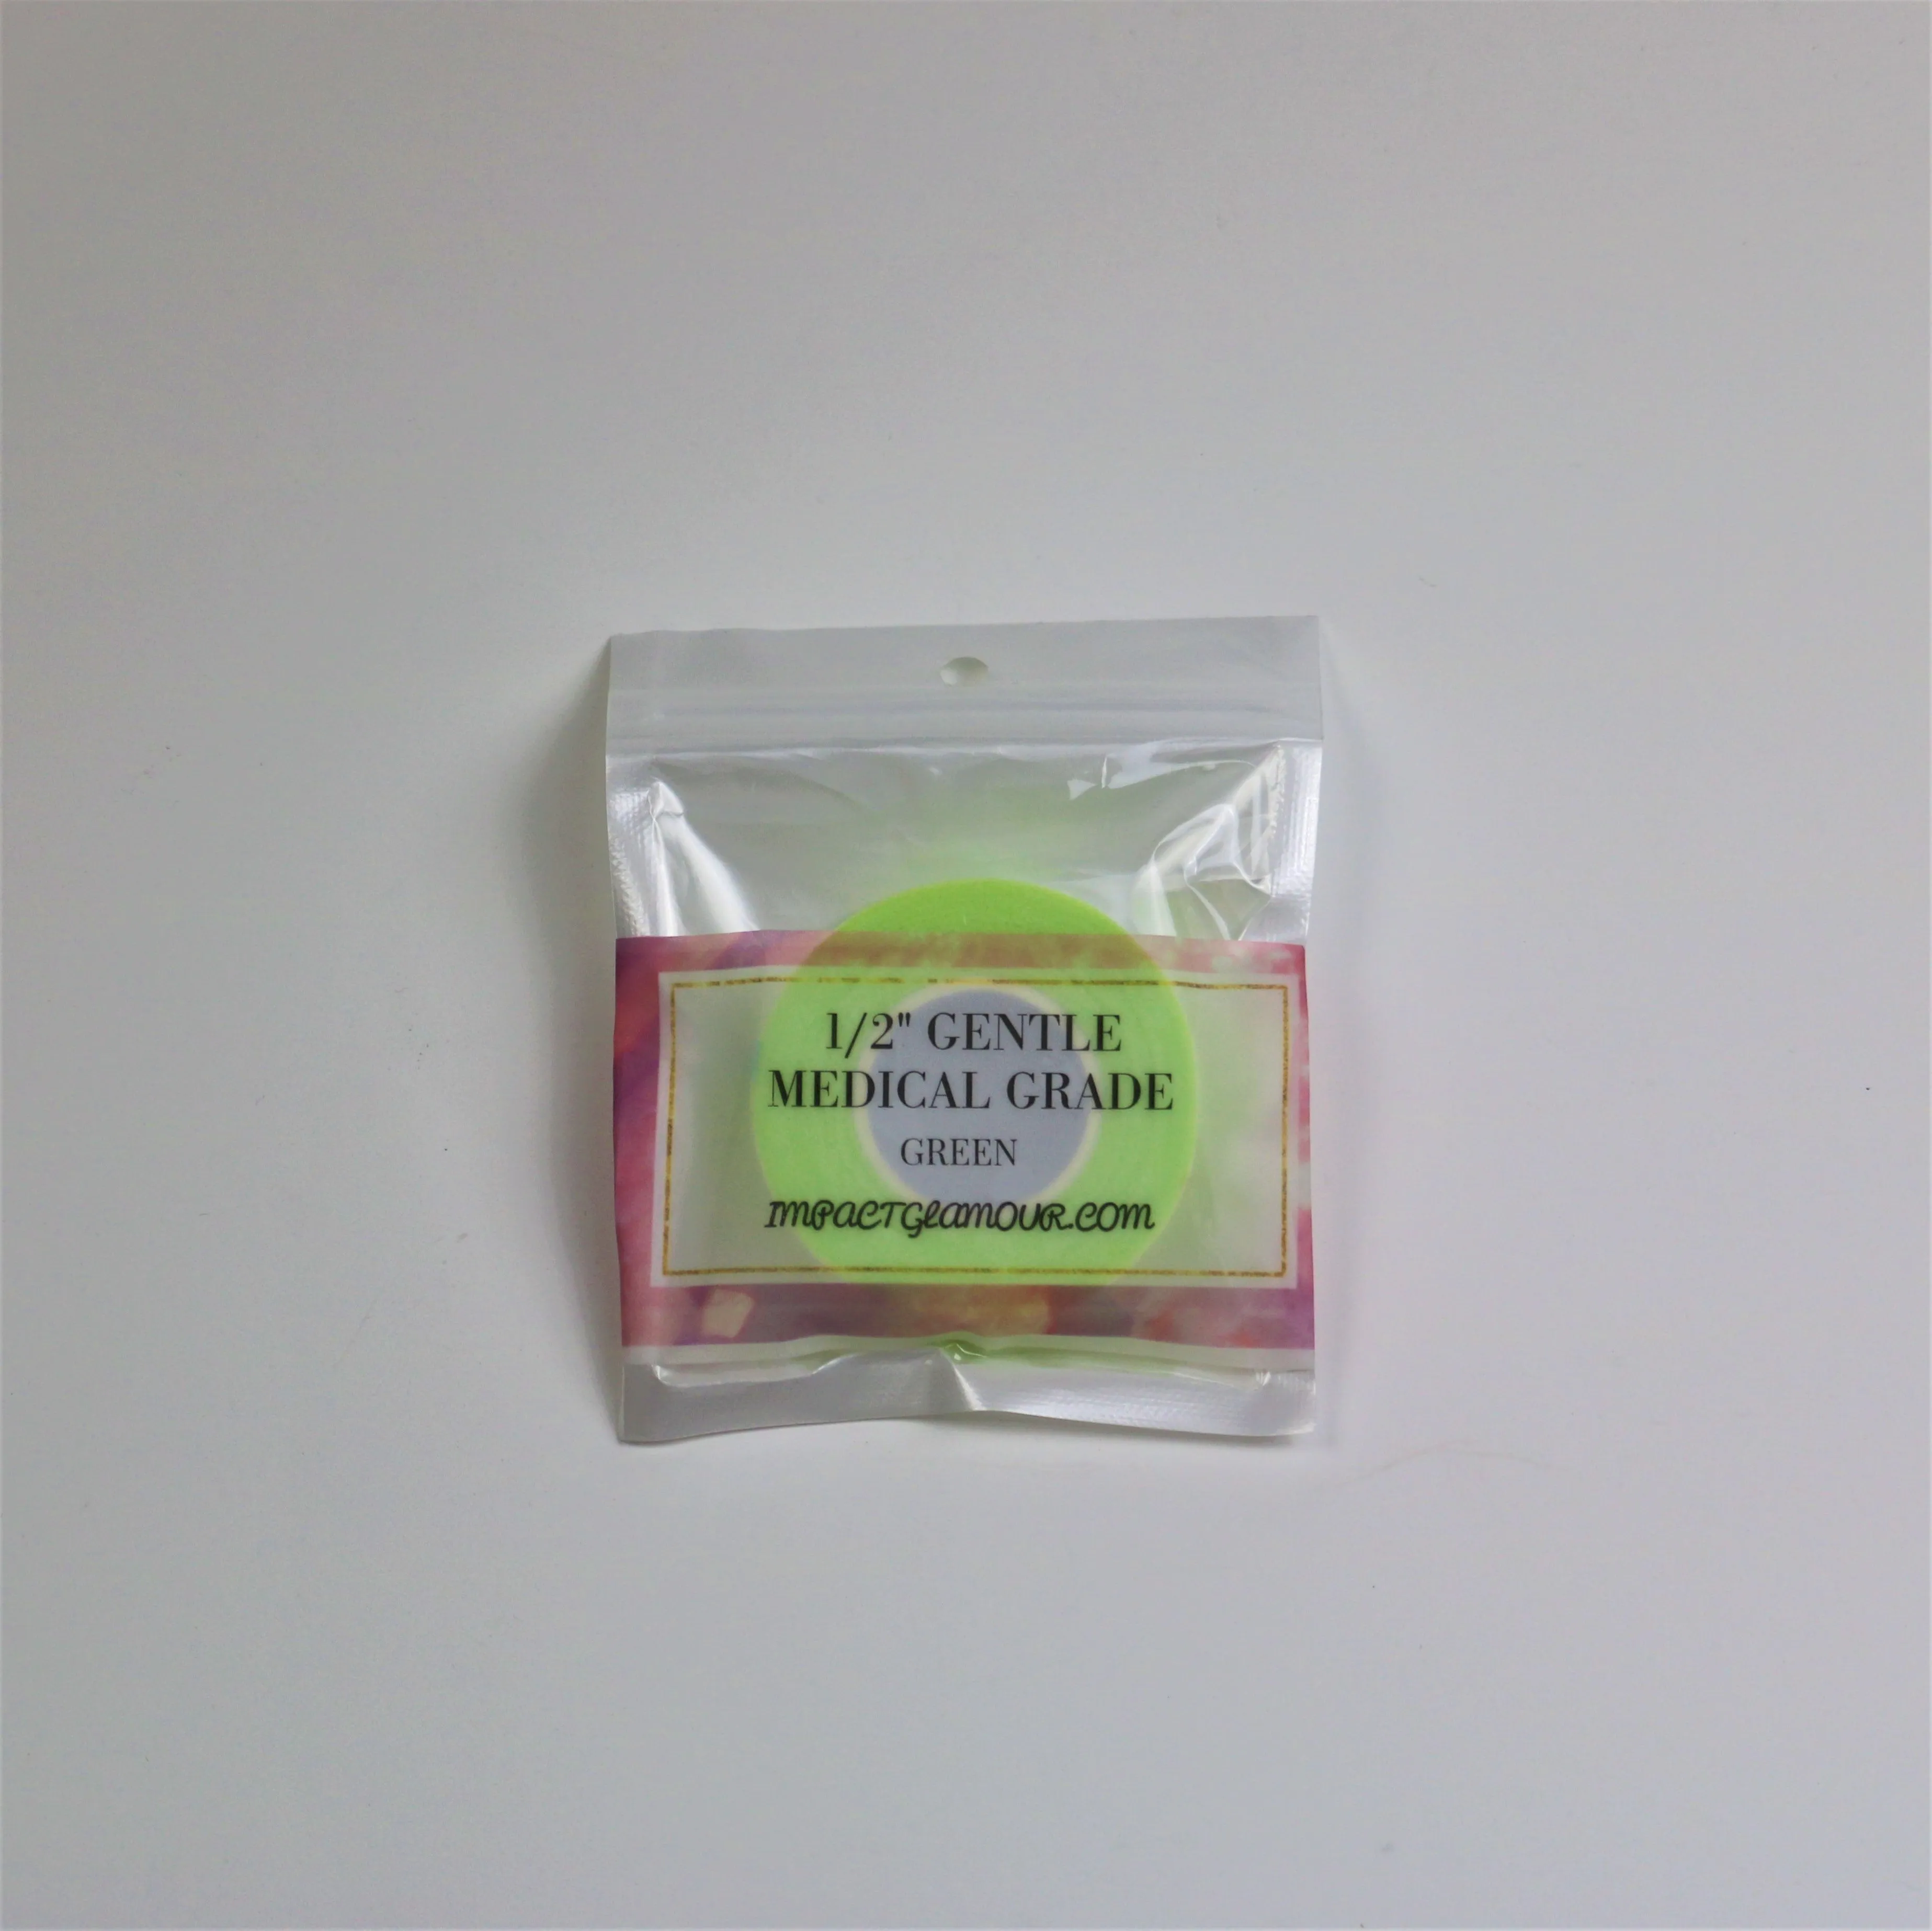 1/2" GENTLE
MEDICAL GRADE
GREEN
IMPACTGLAMOUR.COM